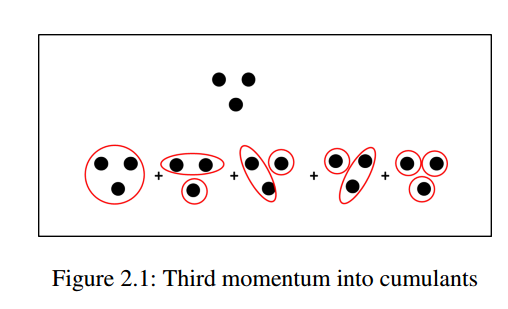 + + + +
Figure 2.1: Third momentum into cumulants